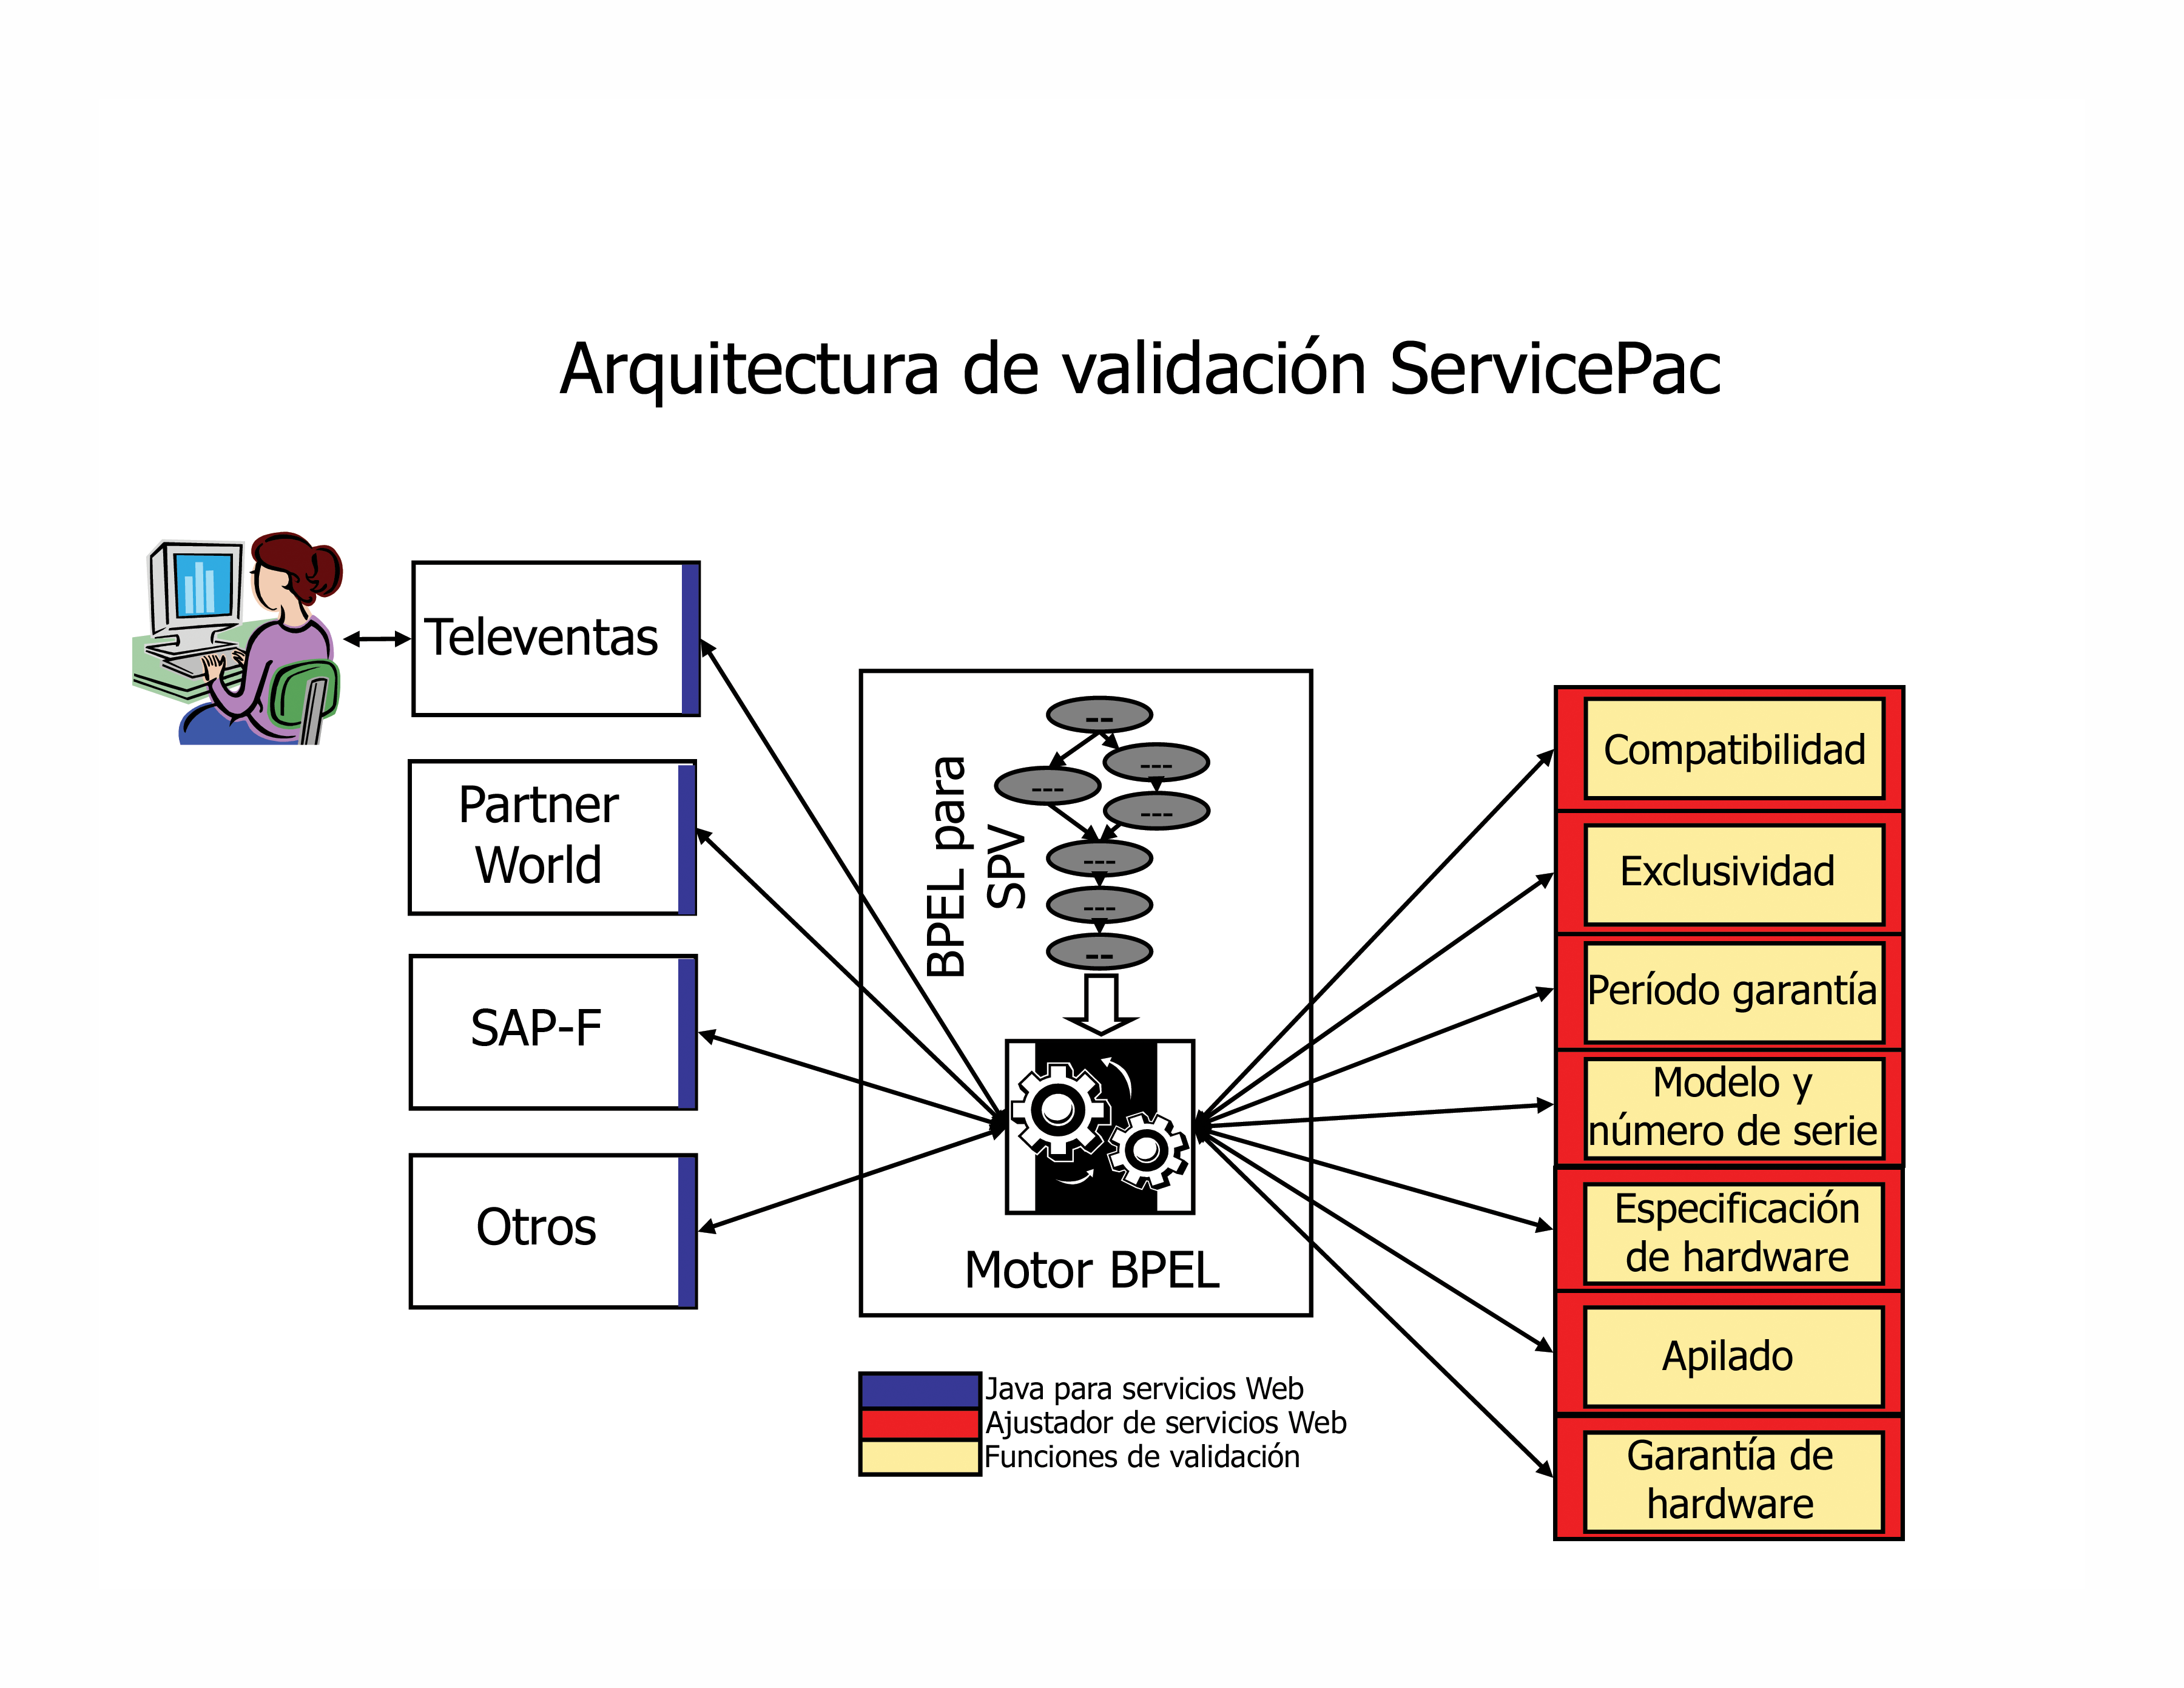 Arquitectura de validación ServicePac
Televentas
Partner
World
SAP-F
Otros
BPEL para
SPV
--
---
---
---
---
---
--
Motor BPEL
Compatibilidad
Exclusividad
Período garantía
Modelo y
número de serie
Especificación
de hardware
Apilado
Garantía de
hardware
Java para servicios Web
Ajustador de servicios Web
Funciones de validación